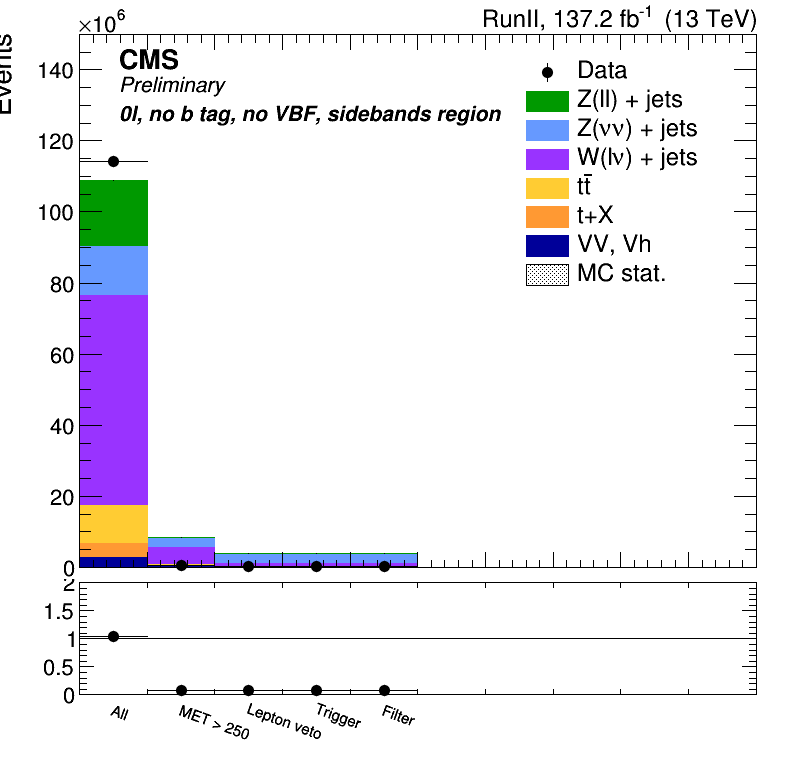 ×10⁶
RunII, 137.2 fb⁻¹ (13 TeV)
Events
CMS
Preliminary
0l, no b tag, no VBF, sidebands region
Data
Z(ll) + jets
Z(νν) + jets
W(lν) + jets
tt̄
t+X
VV, Vh
MC stat.
140
120
100
80
60
40
20
0
2
1.5
1
0.5
0
All
MET > 250
Lepton veto
Trigger
Filter